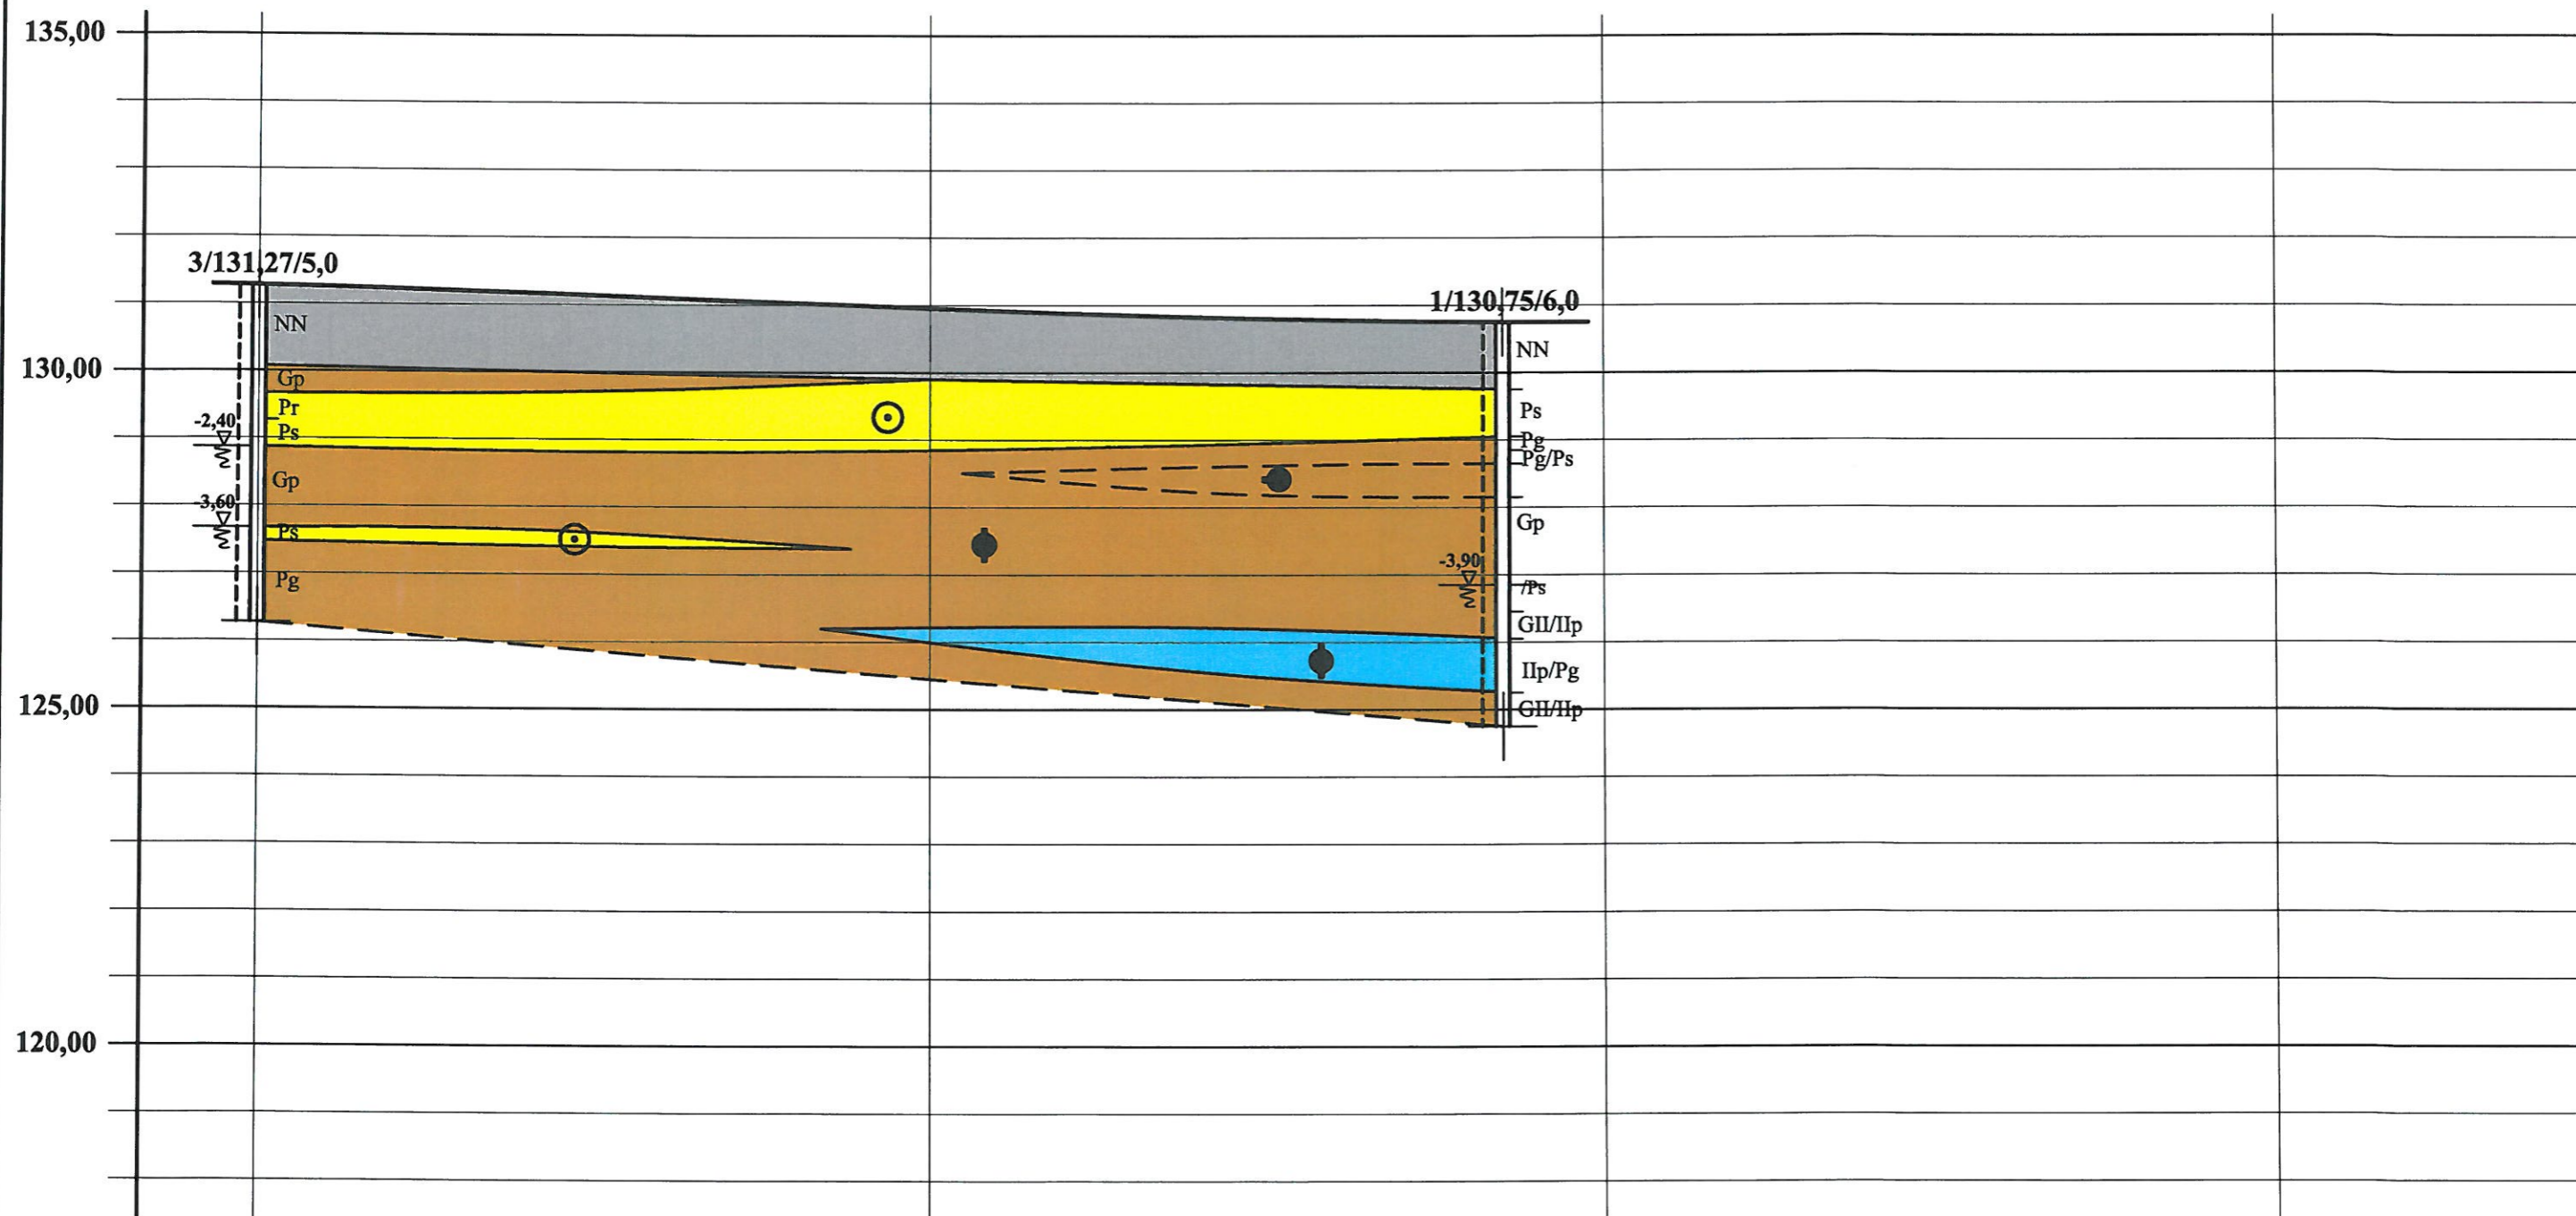 135,00
3/131,27/5,0
1/130,75/6,0
NN
NN
130,00
Gp
Pr
Ps
-2,40
Ps
Pg
Pg/Ps
Gp
-3,60
Gp
Ps
-3,90
Pg
/Ps
GII/IIp
IIp/Pg
125,00
GII/IIp
120,00